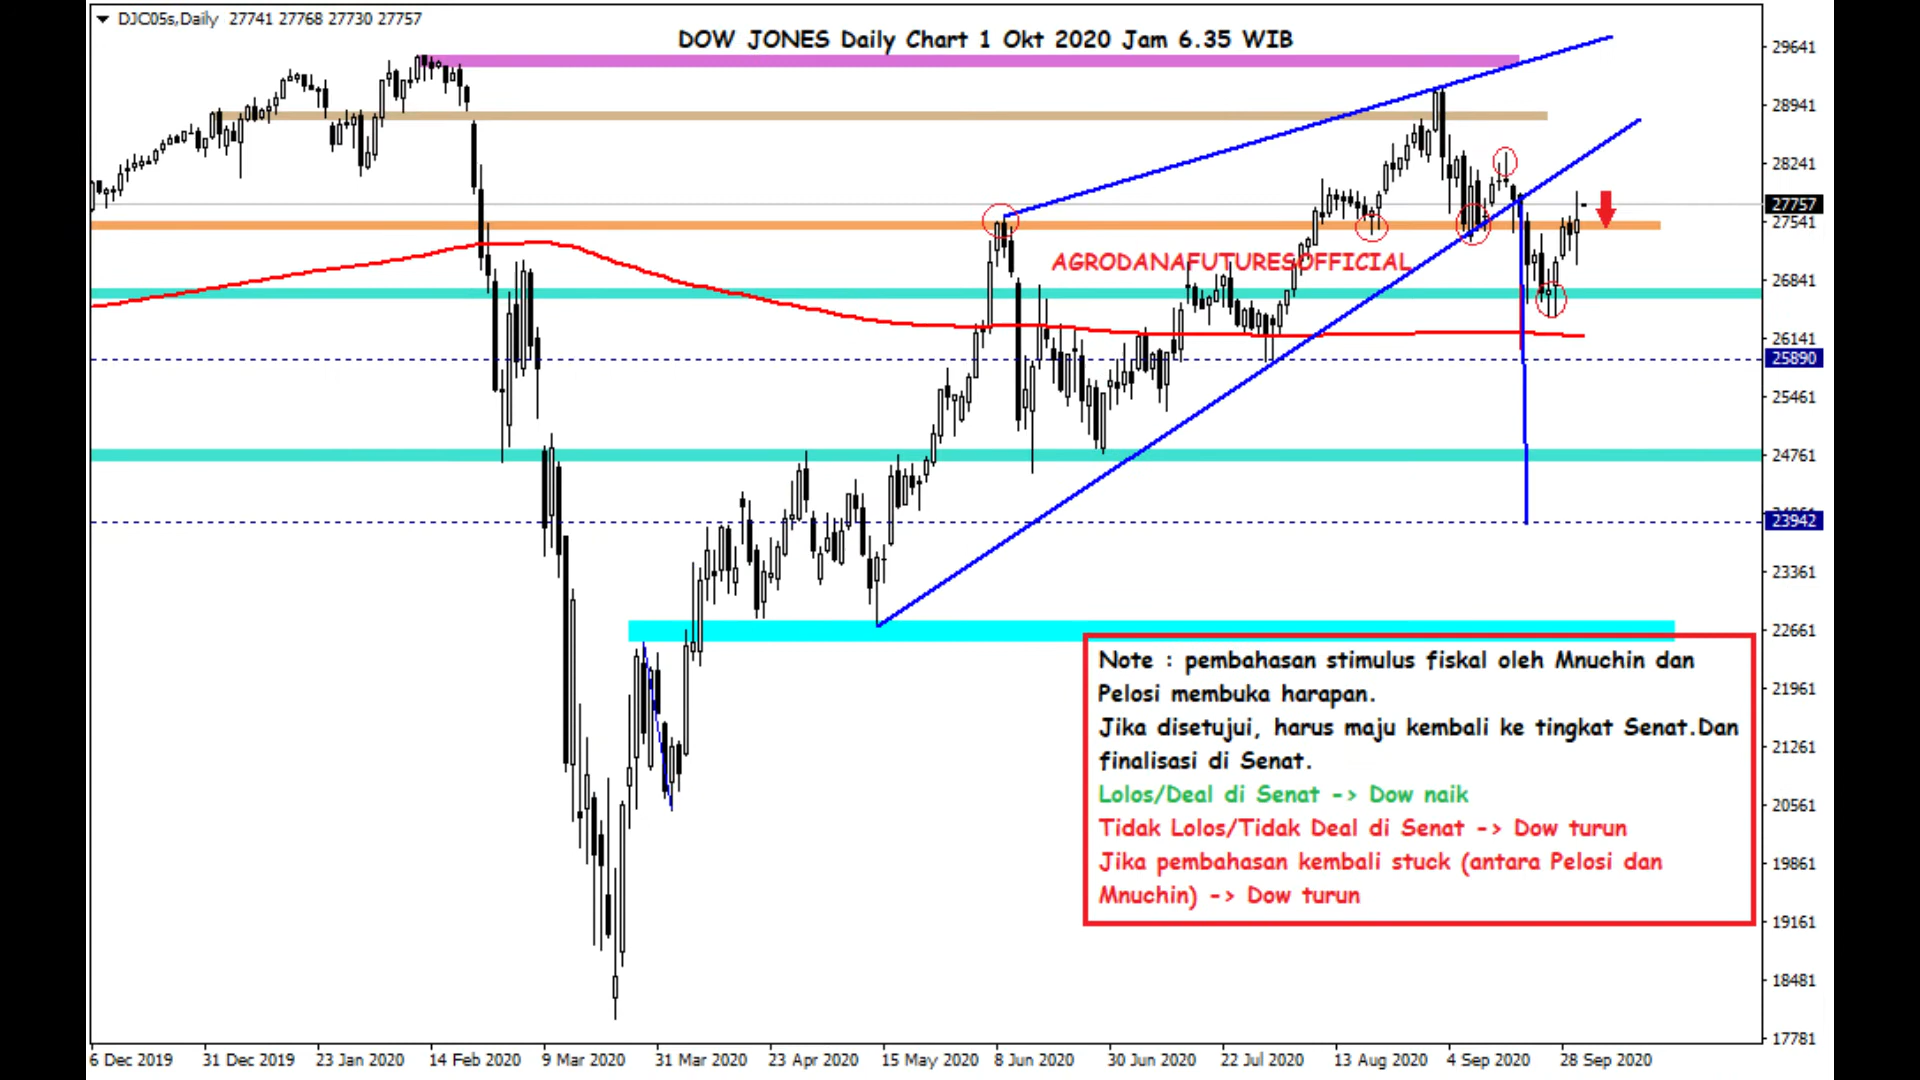 DJC05s,Daily 27741 27768 27730 27757
DOW JONES Daily Chart 1 Okt 2020 Jam 6.35 WIB
29641
28941
28241
27757
27541
AGRODANAFUTURESOFFICIAL
26841
26141
25890
25461
24761
23942
23361
22661
Note : pembahasan stimulus fiskal oleh Mnuchin dan
Pelosi membuka harapan.
21961
Jika disetujui, harus maju kembali ke tingkat Senat.Dan
21261
finalisasi di Senat.
Lolos/Deal di Senat -> Dow naik
20561
Tidak Lolos/Tidak Deal di Senat -> Dow turun
Jika pembahasan kembali stuck (antara Pelosi dan
19861
Mnuchin) -> Dow turun
19161
18481
17781
6 Dec 2019 31 Dec 2019 23 Jan 2020 14 Feb 2020 9 Mar 2020 31 Mar 2020 23 Apr 2020 15 May 2020 8 Jun 2020 30 Jun 2020 22 Jul 2020 13 Aug 2020 4 Sep 2020 28 Sep 2020